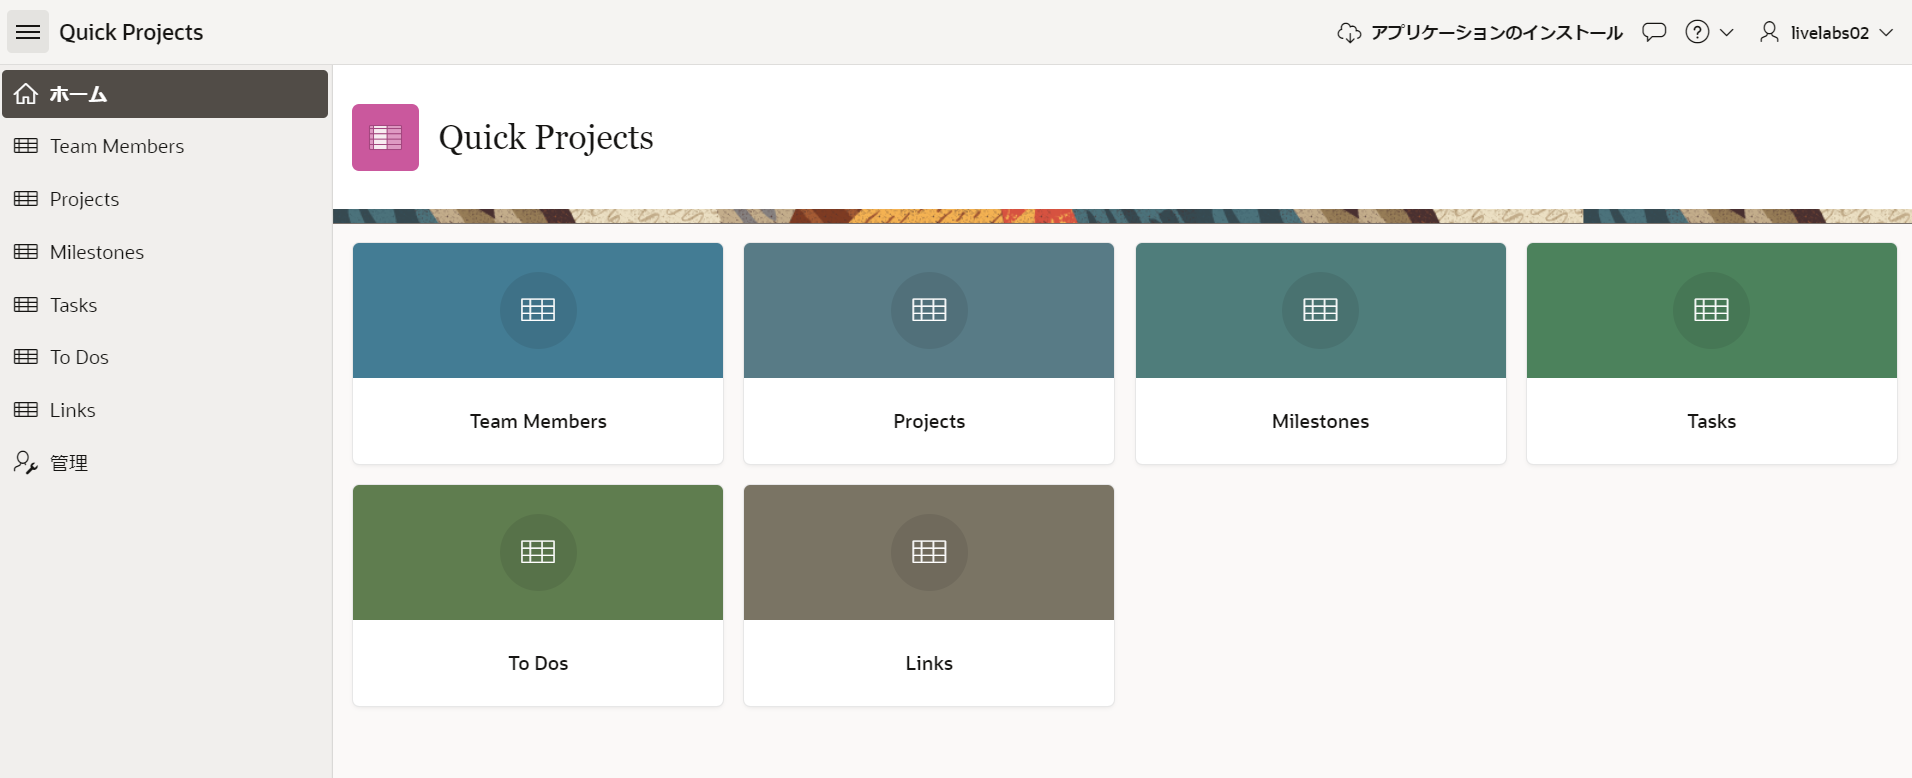 Quick Projects
アプリケーションのインストール
livelabs02
ホーム
Team Members
Projects
Milestones
Tasks
To Dos
Links
管理
Quick Projects
Team Members
Projects
Milestones
Tasks
To Dos
Links